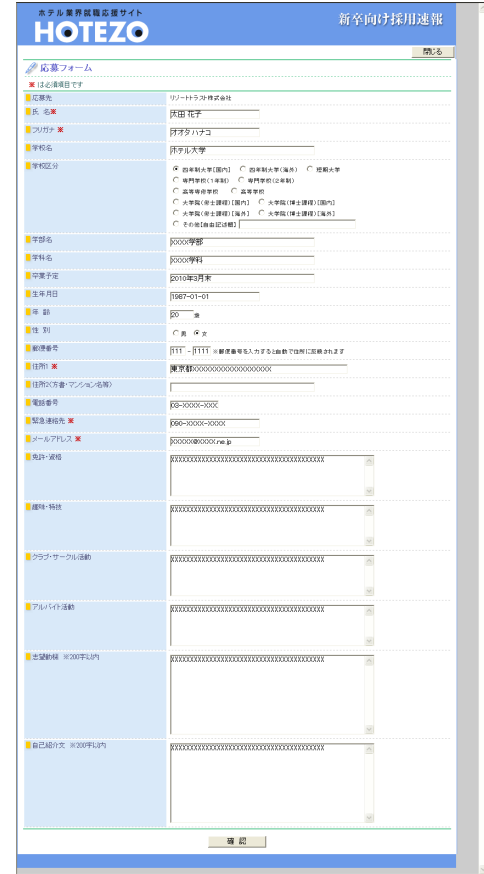 ホテル業界就職応援サイト
HOTEZO
新卒向け採用速報
閉じる
応募フォーム
※ は必須項目です
応募先 リゾートトラスト株式会社
氏 名※ 太田 花子
フリガナ ※ オオタ ハナコ
学校名 ホテル大学
学校区分 四年制大学[国内] 四年制大学(海外) 短期大学
専門学校(1年制) 専門学校(2年制)
高等専修学校 高等学校
大学院(修士課程)[国内] 大学院(博士課程)[国内]
大学院(修士課程)[海外] 大学院(博士課程)[海外]
その他[自由記述欄]
学部名 XXXX学部
学科名 XXXX学科
卒業予定 2010年3月末
生年月日 1987-01-01
年 齢 20 歳
性 別 男 女
郵便番号 111 - 1111 ※郵便番号を入力すると自動で住所に反映されます
住所1 ※ 東京都XXXXXXXXXXXXXXXXXX
住所2(方書・マンション名等)
電話番号 03-XXXX-XXX
緊急連絡先 ※ 090-XXXX-XXXX
メールアドレス ※ XXXXX@XXXX.ne.jp
免許・資格 XXXXXXXXXXXXXXXXXXXXXXXXXXXXXXXXXX
趣味・特技 XXXXXXXXXXXXXXXXXXXXXXXXXXXXXXXXXX
クラブ・サークル活動 XXXXXXXXXXXXXXXXXXXXXXXXXXXXXXXXXX
アルバイト活動 XXXXXXXXXXXXXXXXXXXXXXXXXXXXXXXXXX
志望動機 ※200字以内 XXXXXXXXXXXXXXXXXXXXXXXXXXXXXXXXXX
自己紹介文 ※200字以内 XXXXXXXXXXXXXXXXXXXXXXXXXXXXXXXXXX
確 認